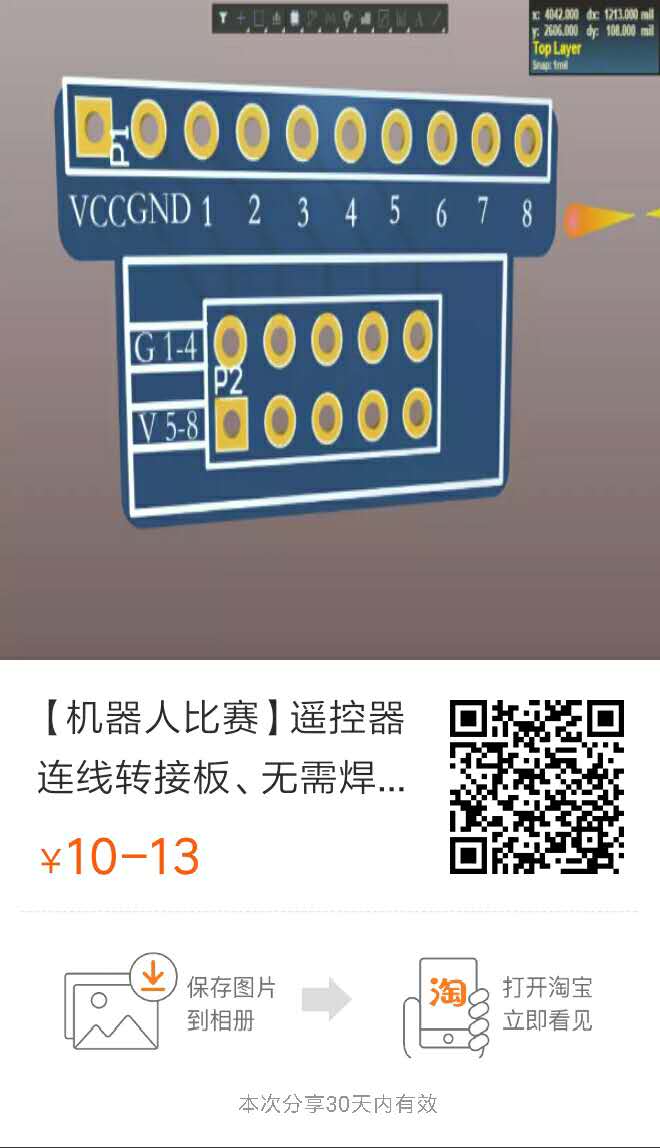 x: 4042.000 dx: 1213.000 mil
y: 2606.000 dy: 108.000 mil
Top Layer
Snap: 1mil
P1
VCC GND 1 2 3 4 5 6 7 8
G 1-4
P2
V 5-8
【机器人比赛】遥控器
连线转接板、无需焊...
¥10-13
保存图片
到相册
淘
打开淘宝
立即看见
本次分享30天内有效